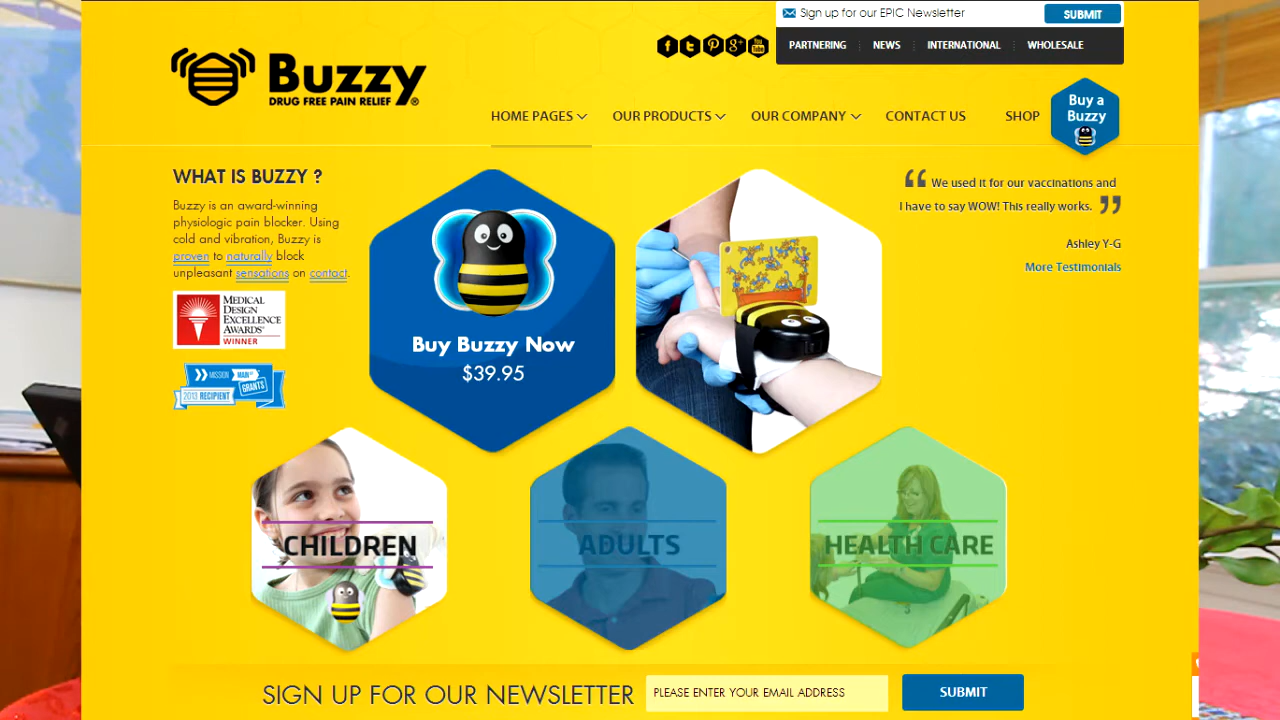 Sign up for our EPIC Newsletter
SUBMIT
f
t
P
g+
You
Tube
PARTNERING
NEWS
INTERNATIONAL
WHOLESALE
Buzzy
DRUG FREE PAIN RELIEF ®
HOME PAGES
OUR PRODUCTS
OUR COMPANY
CONTACT US
SHOP
Buy a
Buzzy
WHAT IS BUZZY ?
Buzzy is an award-winning
physiologic pain blocker. Using
cold and vibration, Buzzy is
proven to naturally block
unpleasant sensations on contact.
MEDICAL
DESIGN
EXCELLENCE
AWARDS®
WINNER
MISSION MAIN ST
GRANTS
2013 RECIPIENT
Buy Buzzy Now
$39.95
“ We used it for our vaccinations and
I have to say WOW! This really works. ”
Ashley Y-G
More Testimonials
CHILDREN
ADULTS
HEALTH CARE
SIGN UP FOR OUR NEWSLETTER
PLEASE ENTER YOUR EMAIL ADDRESS
SUBMIT